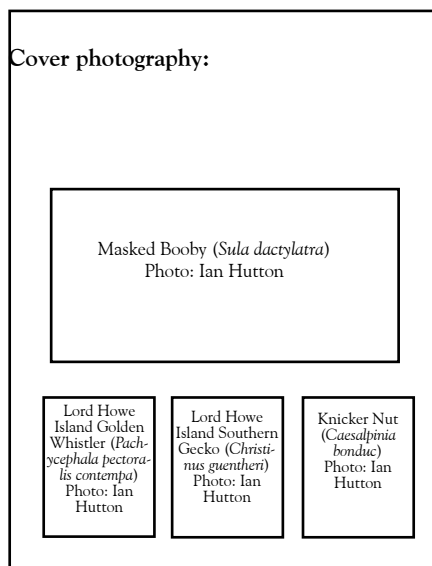 Cover photography:
Masked Booby (Sula dactylatra)
Photo: Ian Hutton
Lord Howe
Island Golden
Whistler (Pach-
ycephala pectora-
lis contempa)
Photo: Ian
Hutton
Lord Howe
Island Southern
Gecko (Christi-
nus guentheri)
Photo: Ian
Hutton
Knicker Nut
(Caesalpinia
bonduc)
Photo: Ian
Hutton